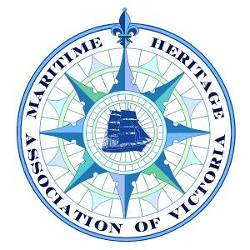 MARITIME HERITAGE
ASSOCIATION OF VICTORIA